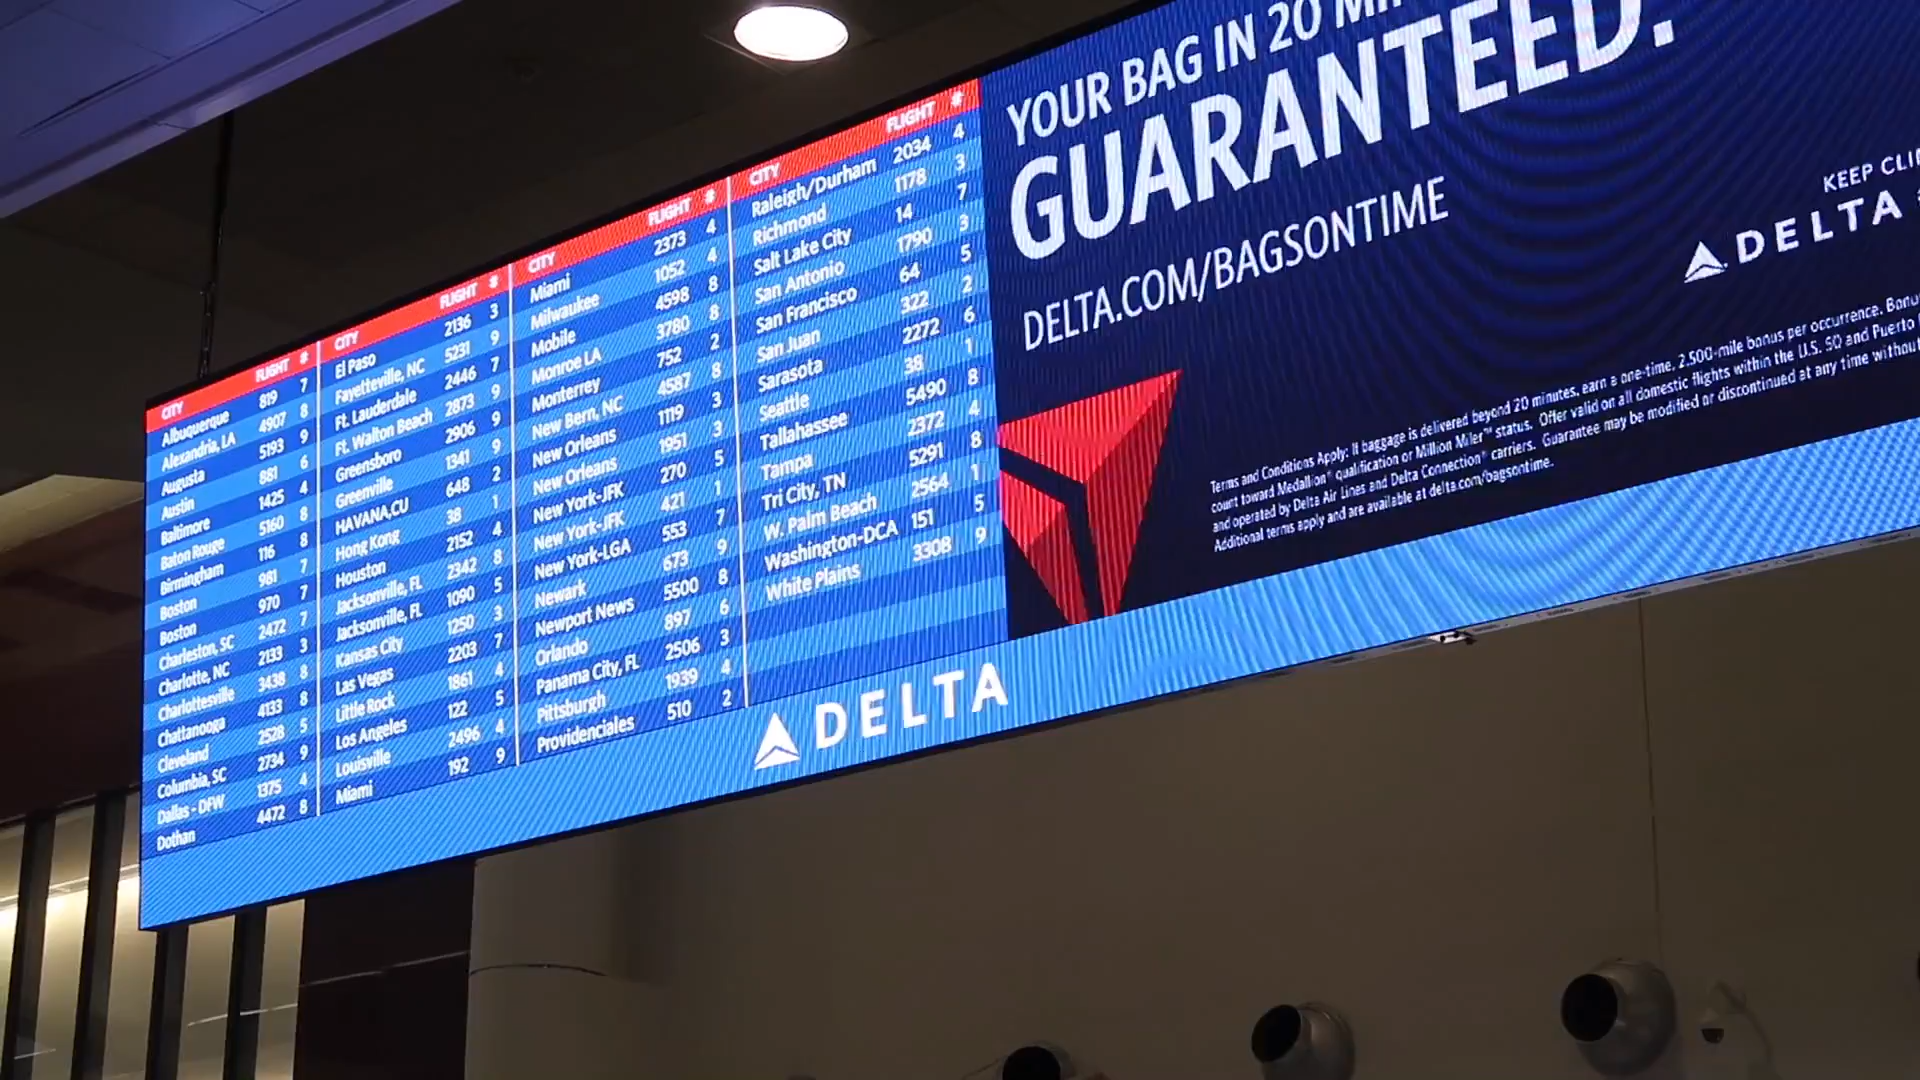 CITY FLIGHT #
Albuquerque 819 7
Alexandria, LA 4907 8
Augusta 5193 9
Austin 881 6
Baltimore 1425 4
Baton Rouge 5160 8
Birmingham 116 8
Boston 981 7
Boston 970 7
Charleston, SC 2472 7
Charlotte, NC 2133 3
Charlottesville 3438 8
Chattanooga 4133 8
Cleveland 2528 5
Columbia, SC 2734 9
Dallas - DFW 1375 4
Dothan 4472 8
CITY FLIGHT #
El Paso 2136 3
Fayetteville, NC 5231 9
Ft. Lauderdale 2446 7
Ft. Walton Beach 2873 9
Greensboro 2906 9
Greenville 1341 9
HAVANA,CU 648 2
Hong Kong 38 1
Houston 2152 4
Jacksonville, FL 2342 8
Jacksonville, FL 1090 5
Kansas City 1250 3
Las Vegas 2203 7
Little Rock 1861 4
Los Angeles 122 5
Louisville 2496 4
Miami 192 9
CITY FLIGHT #
Miami 2373 4
Milwaukee 1052 4
Mobile 4598 8
Monroe LA 3780 8
Monterrey 752 2
New Bern, NC 4587 8
New Orleans 1119 3
New Orleans 1951 3
New York-JFK 270 5
New York-JFK 421 1
New York-LGA 553 7
Newark 673 9
Newport News 5500 8
Orlando 897 6
Panama City, FL 2506 3
Pittsburgh 1939 4
Providenciales 510 2
CITY FLIGHT #
Raleigh/Durham 2034 4
Richmond 1178 3
Salt Lake City 14 7
San Antonio 1790 3
San Francisco 64 5
San Juan 322 2
Sarasota 2272 6
Seattle 38 1
Tallahassee 5490 8
Tampa 2372 4
Tri City, TN 5291 8
W. Palm Beach 2564 1
Washington-DCA 151 5
White Plains 3308 9
DELTA
YOUR BAG IN 20
GUARANTEED.
DELTA.COM/BAGSONTIME
KEEP
DELTA
Terms and Conditions Apply: If baggage is delivered beyond 20 minutes, earn a one-time, 2,500-mile bonus per occurrence.
count toward Medallion® qualification or Million Miler™ status. Offer valid on all domestic flights within the U.S. 50 and Puerto
and operated by Delta Air Lines and Delta Connection® carriers. Guarantee may be modified or discontinued at any time
Additional terms apply and are available at delta.com/bagsontime.